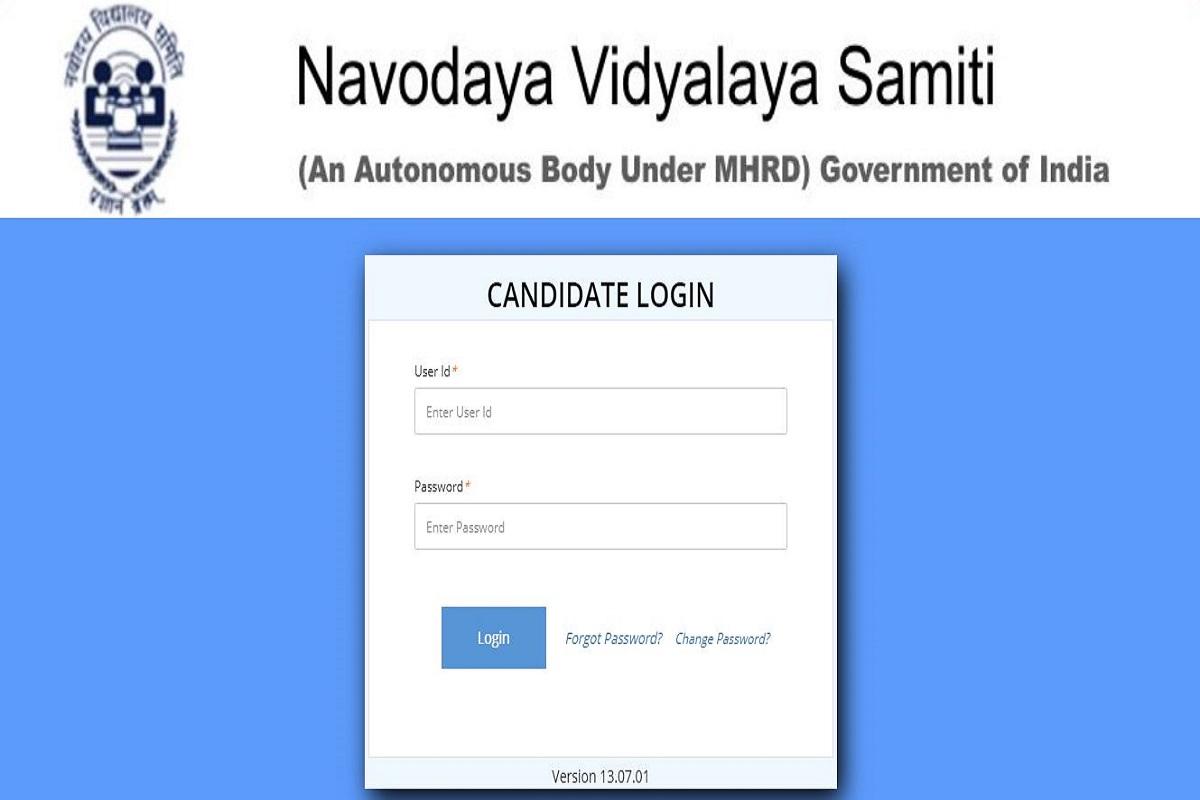 नवोदय विद्यालय समिति
प्रज्ञानं ब्रह्म
Navodaya Vidyalaya Samiti
(An Autonomous Body Under MHRD) Government of India
CANDIDATE LOGIN
User Id*
Enter User Id
Password*
Enter Password
Login Forgot Password? Change Password?
Version 13.07.01